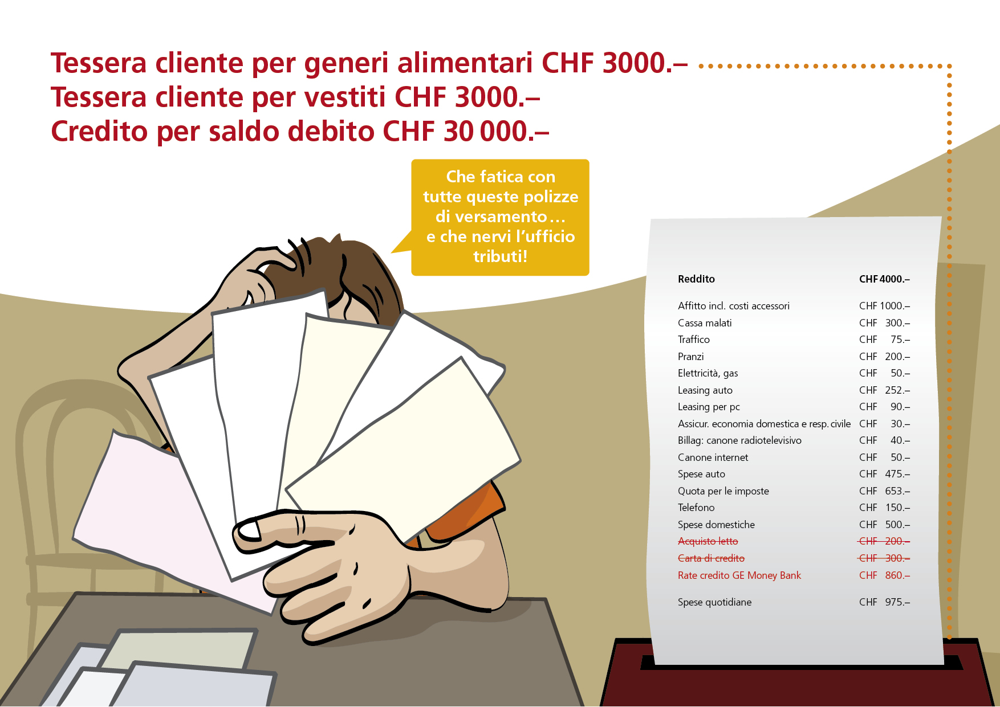 Tessera cliente per generi alimentari CHF 3000.–
Tessera cliente per vestiti CHF 3000.–
Credito per saldo debito CHF 30 000.–
Che fatica con
tutte queste polizze
di versamento...
e che nervi l’ufficio
tributi!
Reddito CHF 4000.–
Affitto incl. costi accessori CHF 1000.–
Cassa malati CHF 300.–
Traffico CHF 75.–
Pranzi CHF 200.–
Elettricità, gas CHF 50.–
Leasing auto CHF 252.–
Leasing per pc CHF 90.–
Assicur. economia domestica e resp. civile CHF 30.–
Billag: canone radiotelevisivo CHF 40.–
Canone internet CHF 50.–
Spese auto CHF 475.–
Quota per le imposte CHF 653.–
Telefono CHF 150.–
Spese domestiche CHF 500.–
Acquisto letto CHF 200.–
Carta di credito CHF 300.–
Rate credito GE Money Bank CHF 860.–
Spese quotidiane CHF 975.–